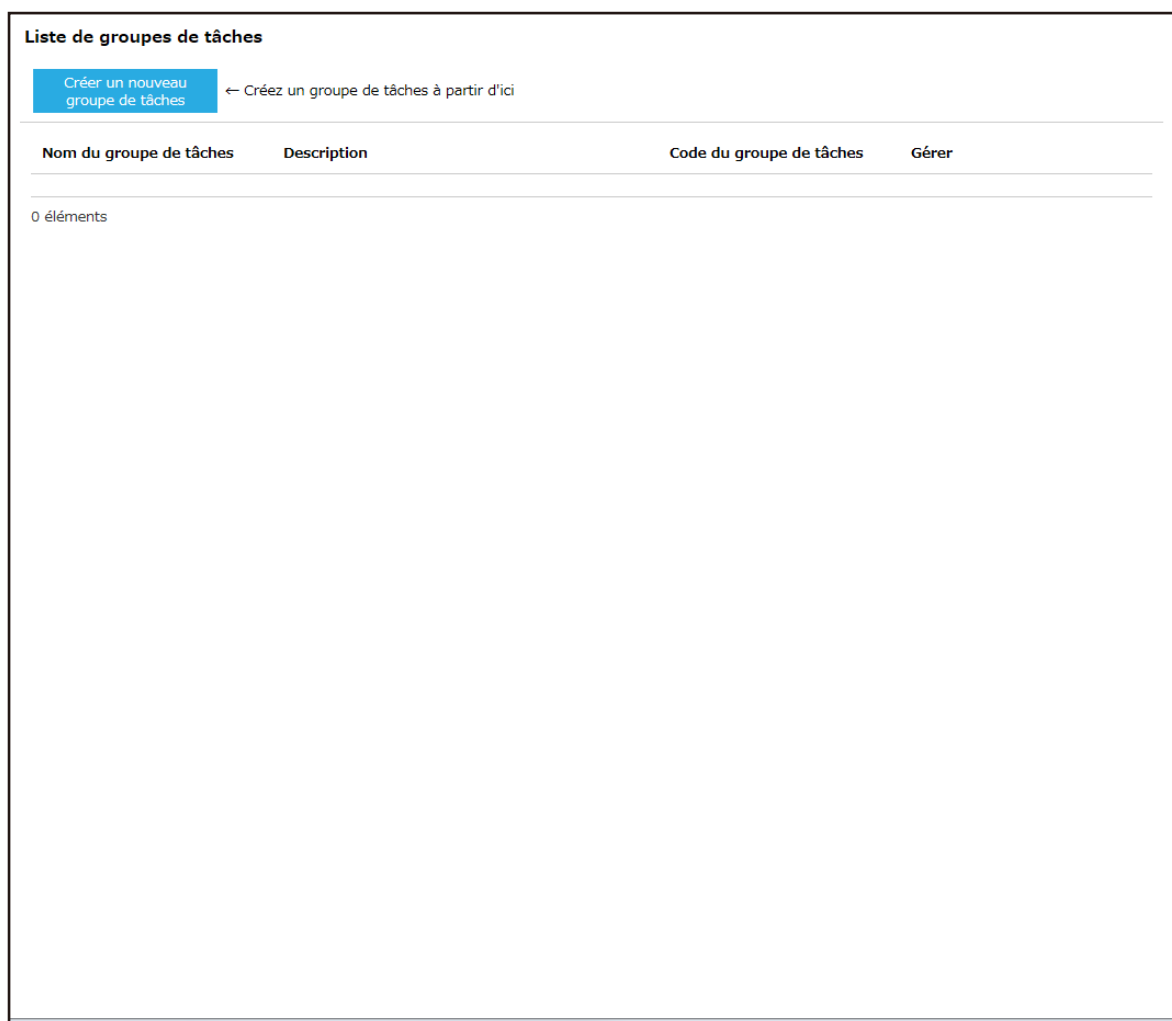 Liste de groupes de tâches
Créer un nouveau
groupe de tâches
← Créez un groupe de tâches à partir d'ici
Nom du groupe de tâches Description Code du groupe de tâches Gérer
0 éléments